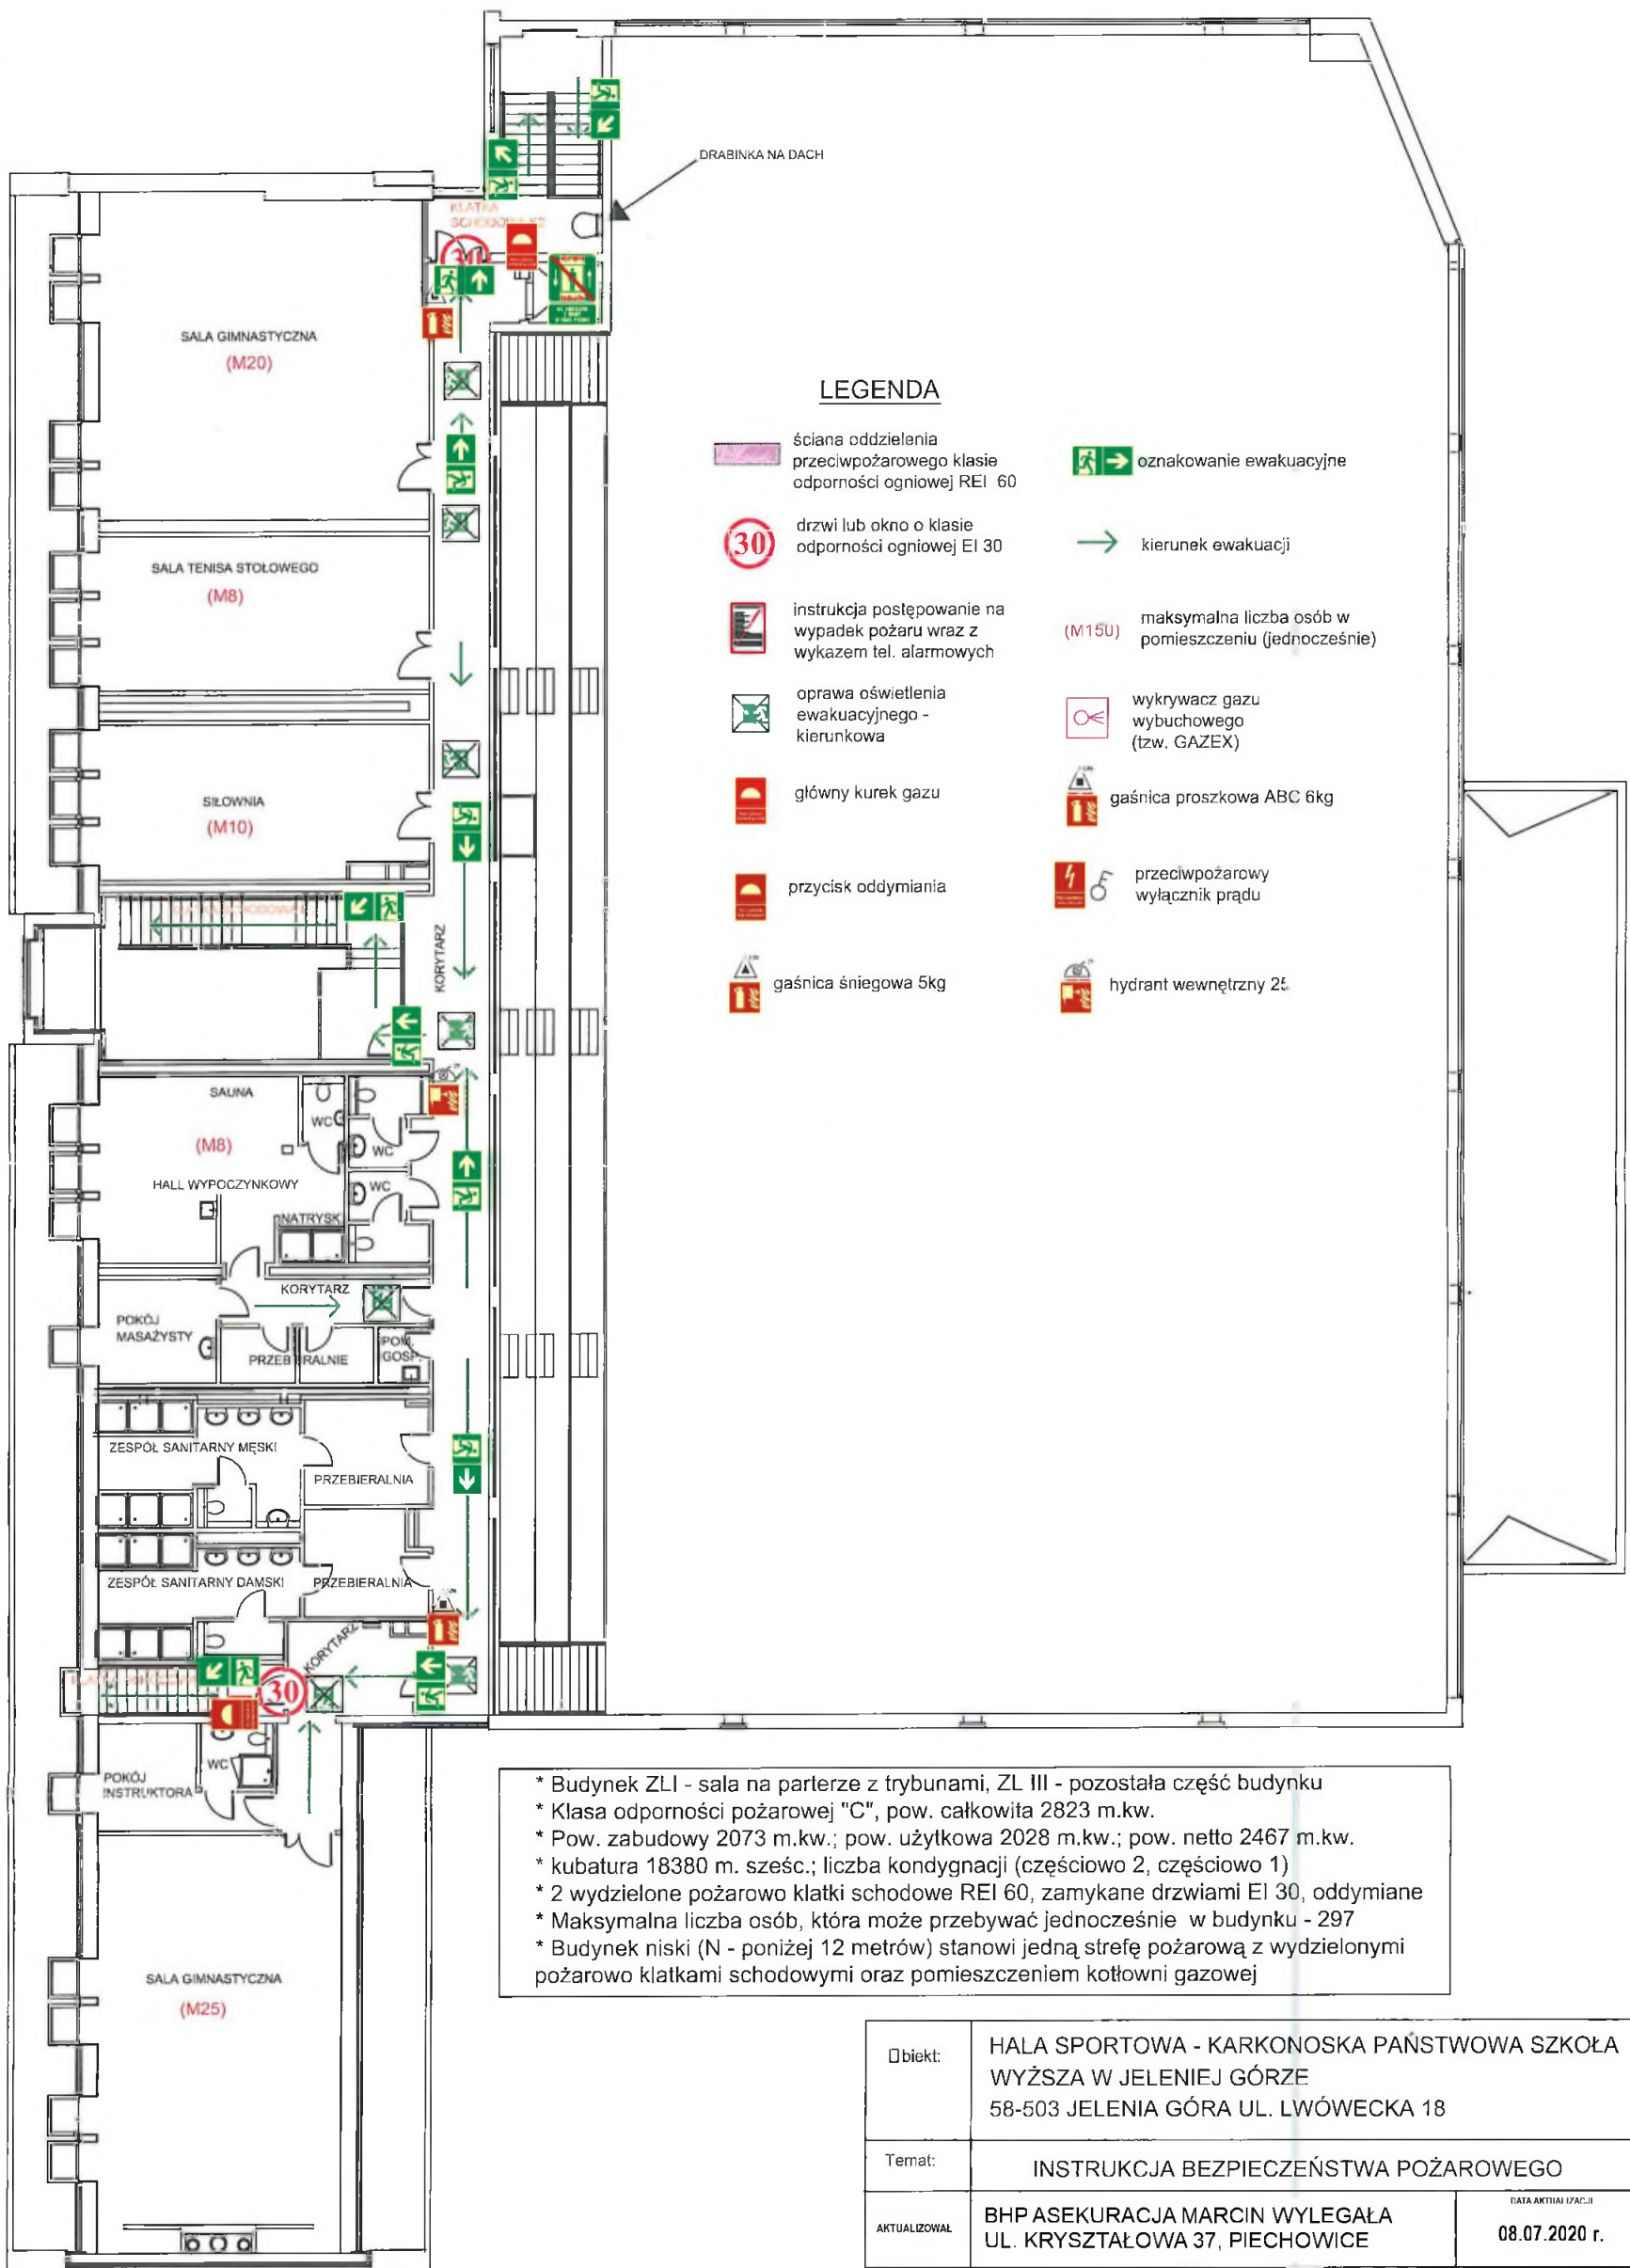 DRABINKA NA DACH
KLATKA
30
SALA GIMNASTYCZNA
(M20)
SALA TENISA STOŁOWEGO
(M8)
SIŁOWNIA
(M10)
KORYTARZ
SAUNA
WC
(M8)
WC
HALL WYPOCZYNKOWY
WC
NATRYSK
KORYTARZ
POKÓJ
MASAŻYSTY
PRZEBIERALNIE
POM.
GOSP.
ZESPÓŁ SANITARNY MĘSKI
PRZEBIERALNIA
ZESPÓŁ SANITARNY DAMSKI
PRZEBIERALNIA
KORYTARZ
30
WC
POKÓJ
INSTRUKTORA
SALA GIMNASTYCZNA
(M25)
LEGENDA
ściana oddzielenia
przeciwpożarowego klasie
odporności ogniowej REI 60
oznakowanie ewakuacyjne
30
drzwi lub okno o klasie
odporności ogniowej EI 30
kierunek ewakuacji
instrukcja postępowanie na
wypadek pożaru wraz z
wykazem tel. alarmowych
(M150)
maksymalna liczba osób w
pomieszczeniu (jednocześnie)
oprawa oświetlenia
ewakuacyjnego -
kierunkowa
wykrywacz gazu
wybuchowego
(tzw. GAZEX)
główny kurek gazu
gaśnica proszkowa ABC 6kg
przycisk oddymiania
przeciwpożarowy
wyłącznik prądu
gaśnica śniegowa 5kg
hydrant wewnętrzny 25
* Budynek ZLI - sala na parterze z trybunami, ZL III - pozostała część budynku
* Klasa odporności pożarowej "C", pow. całkowita 2823 m.kw.
* Pow. zabudowy 2073 m.kw.; pow. użytkowa 2028 m.kw.; pow. netto 2467 m.kw.
* kubatura 18380 m. sześc.; liczba kondygnacji (częściowo 2, częściowo 1)
* 2 wydzielone pożarowo klatki schodowe REI 60, zamykane drzwiami EI 30, oddymiane
* Maksymalna liczba osób, która może przebywać jednocześnie w budynku - 297
* Budynek niski (N - poniżej 12 metrów) stanowi jedną strefę pożarową z wydzielonymi
pożarowo klatkami schodowymi oraz pomieszczeniem kotłowni gazowej
Obiekt:
HALA SPORTOWA - KARKONOSKA PAŃSTWOWA SZKOŁA
WYŻSZA W JELENIEJ GÓRZE
58-503 JELENIA GÓRA UL. LWÓWECKA 18
Temat:
INSTRUKCJA BEZPIECZEŃSTWA POŻAROWEGO
AKTUALIZOWAŁ
BHP ASEKURACJA MARCIN WYLEGAŁA
UL. KRYSZTAŁOWA 37, PIECHOWICE
DATA AKTUALIZACJI
08.07.2020 r.